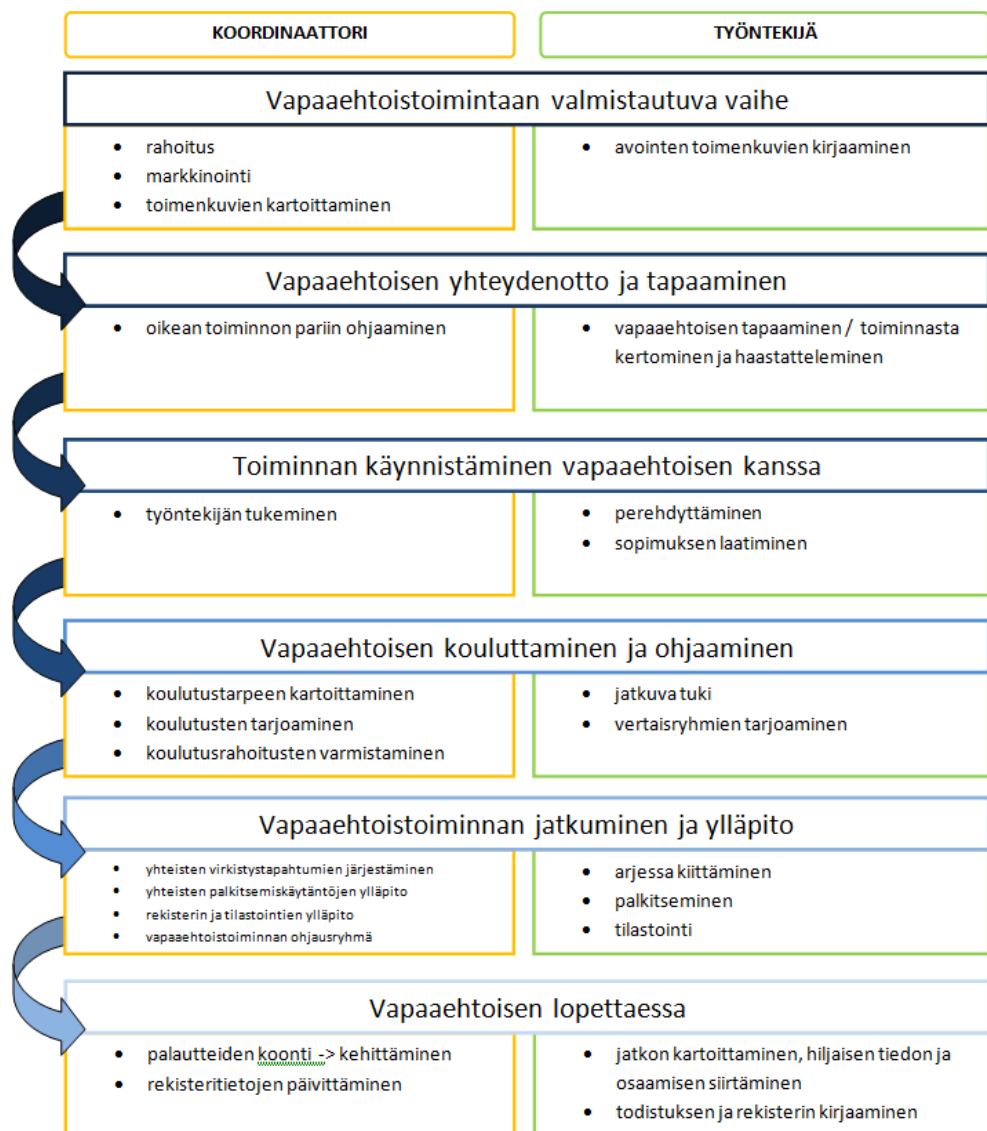 KOORDINAATTORI
TYÖNTEKIJÄ
Vapaaehtoistoimintaan valmistautuva vaihe
• rahoitus
• markkinointi
• toimenkuvien kartoittaminen
• avointen toimenkuvien kirjaaminen
Vapaaehtoisen yhteydenotto ja tapaaminen
• oikean toiminnon pariin ohjaaminen
• vapaaehtoisen tapaaminen / toiminnasta
kertominen ja haastatteleminen
Toiminnan käynnistäminen vapaaehtoisen kanssa
• työntekijän tukeminen
• perehdyttäminen
• sopimuksen laatiminen
Vapaaehtoisen kouluttaminen ja ohjaaminen
• koulutustarpeen kartoittaminen
• koulutusten tarjoaminen
• koulutusrahoitusten varmistaminen
• jatkuva tuki
• vertaisryhmien tarjoaminen
Vapaaehtoistoiminnan jatkuminen ja ylläpito
• yhteisten virkistystapahtumien järjestäminen
• yhteisten palkitsemiskäytäntöjen ylläpito
• rekisterin ja tilastointien ylläpito
• vapaaehtoistoiminnan ohjausryhmä
• arjessa kiittäminen
• palkitseminen
• tilastointi
Vapaaehtoisen lopettaessa
• palautteiden koonti -> kehittäminen
• rekisteritietojen päivittäminen
• jatkon kartoittaminen, hiljaisen tiedon ja
osaamisen siirtäminen
• todistuksen ja rekisterin kirjaaminen